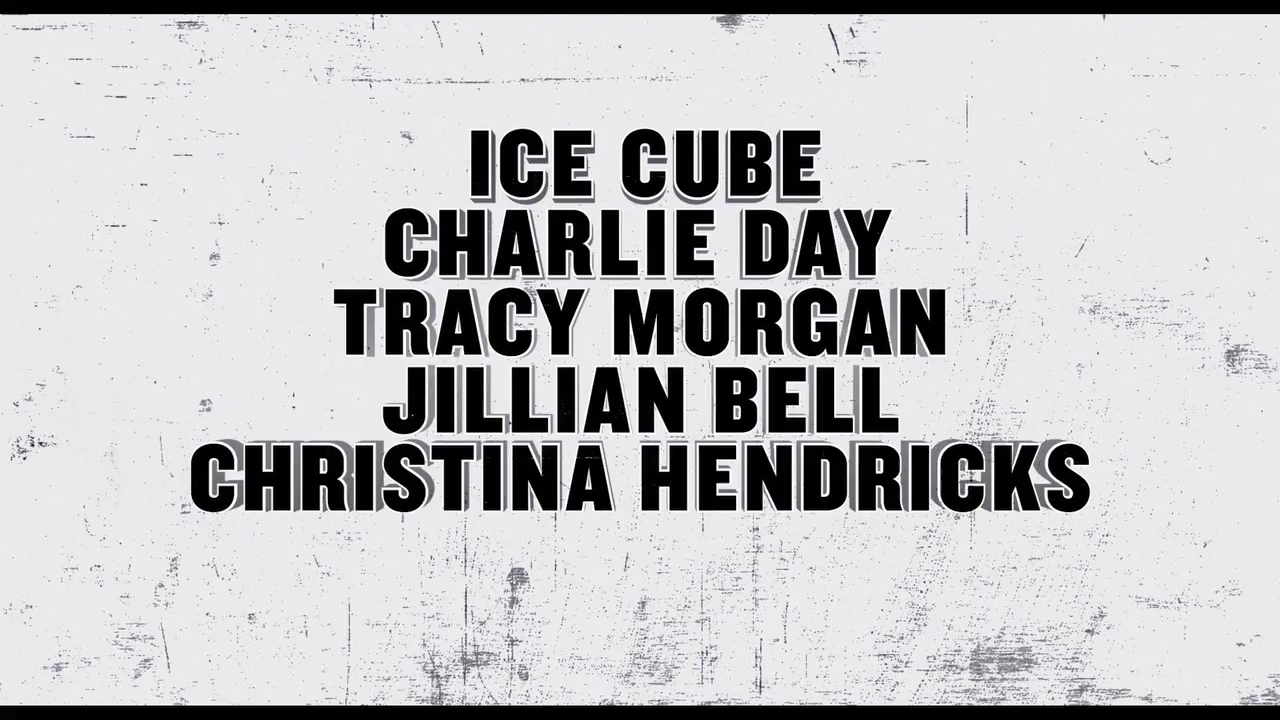 ICE CUBE
CHARLIE DAY
TRACY MORGAN
JILLIAN BELL
CHRISTINA HENDRICKS